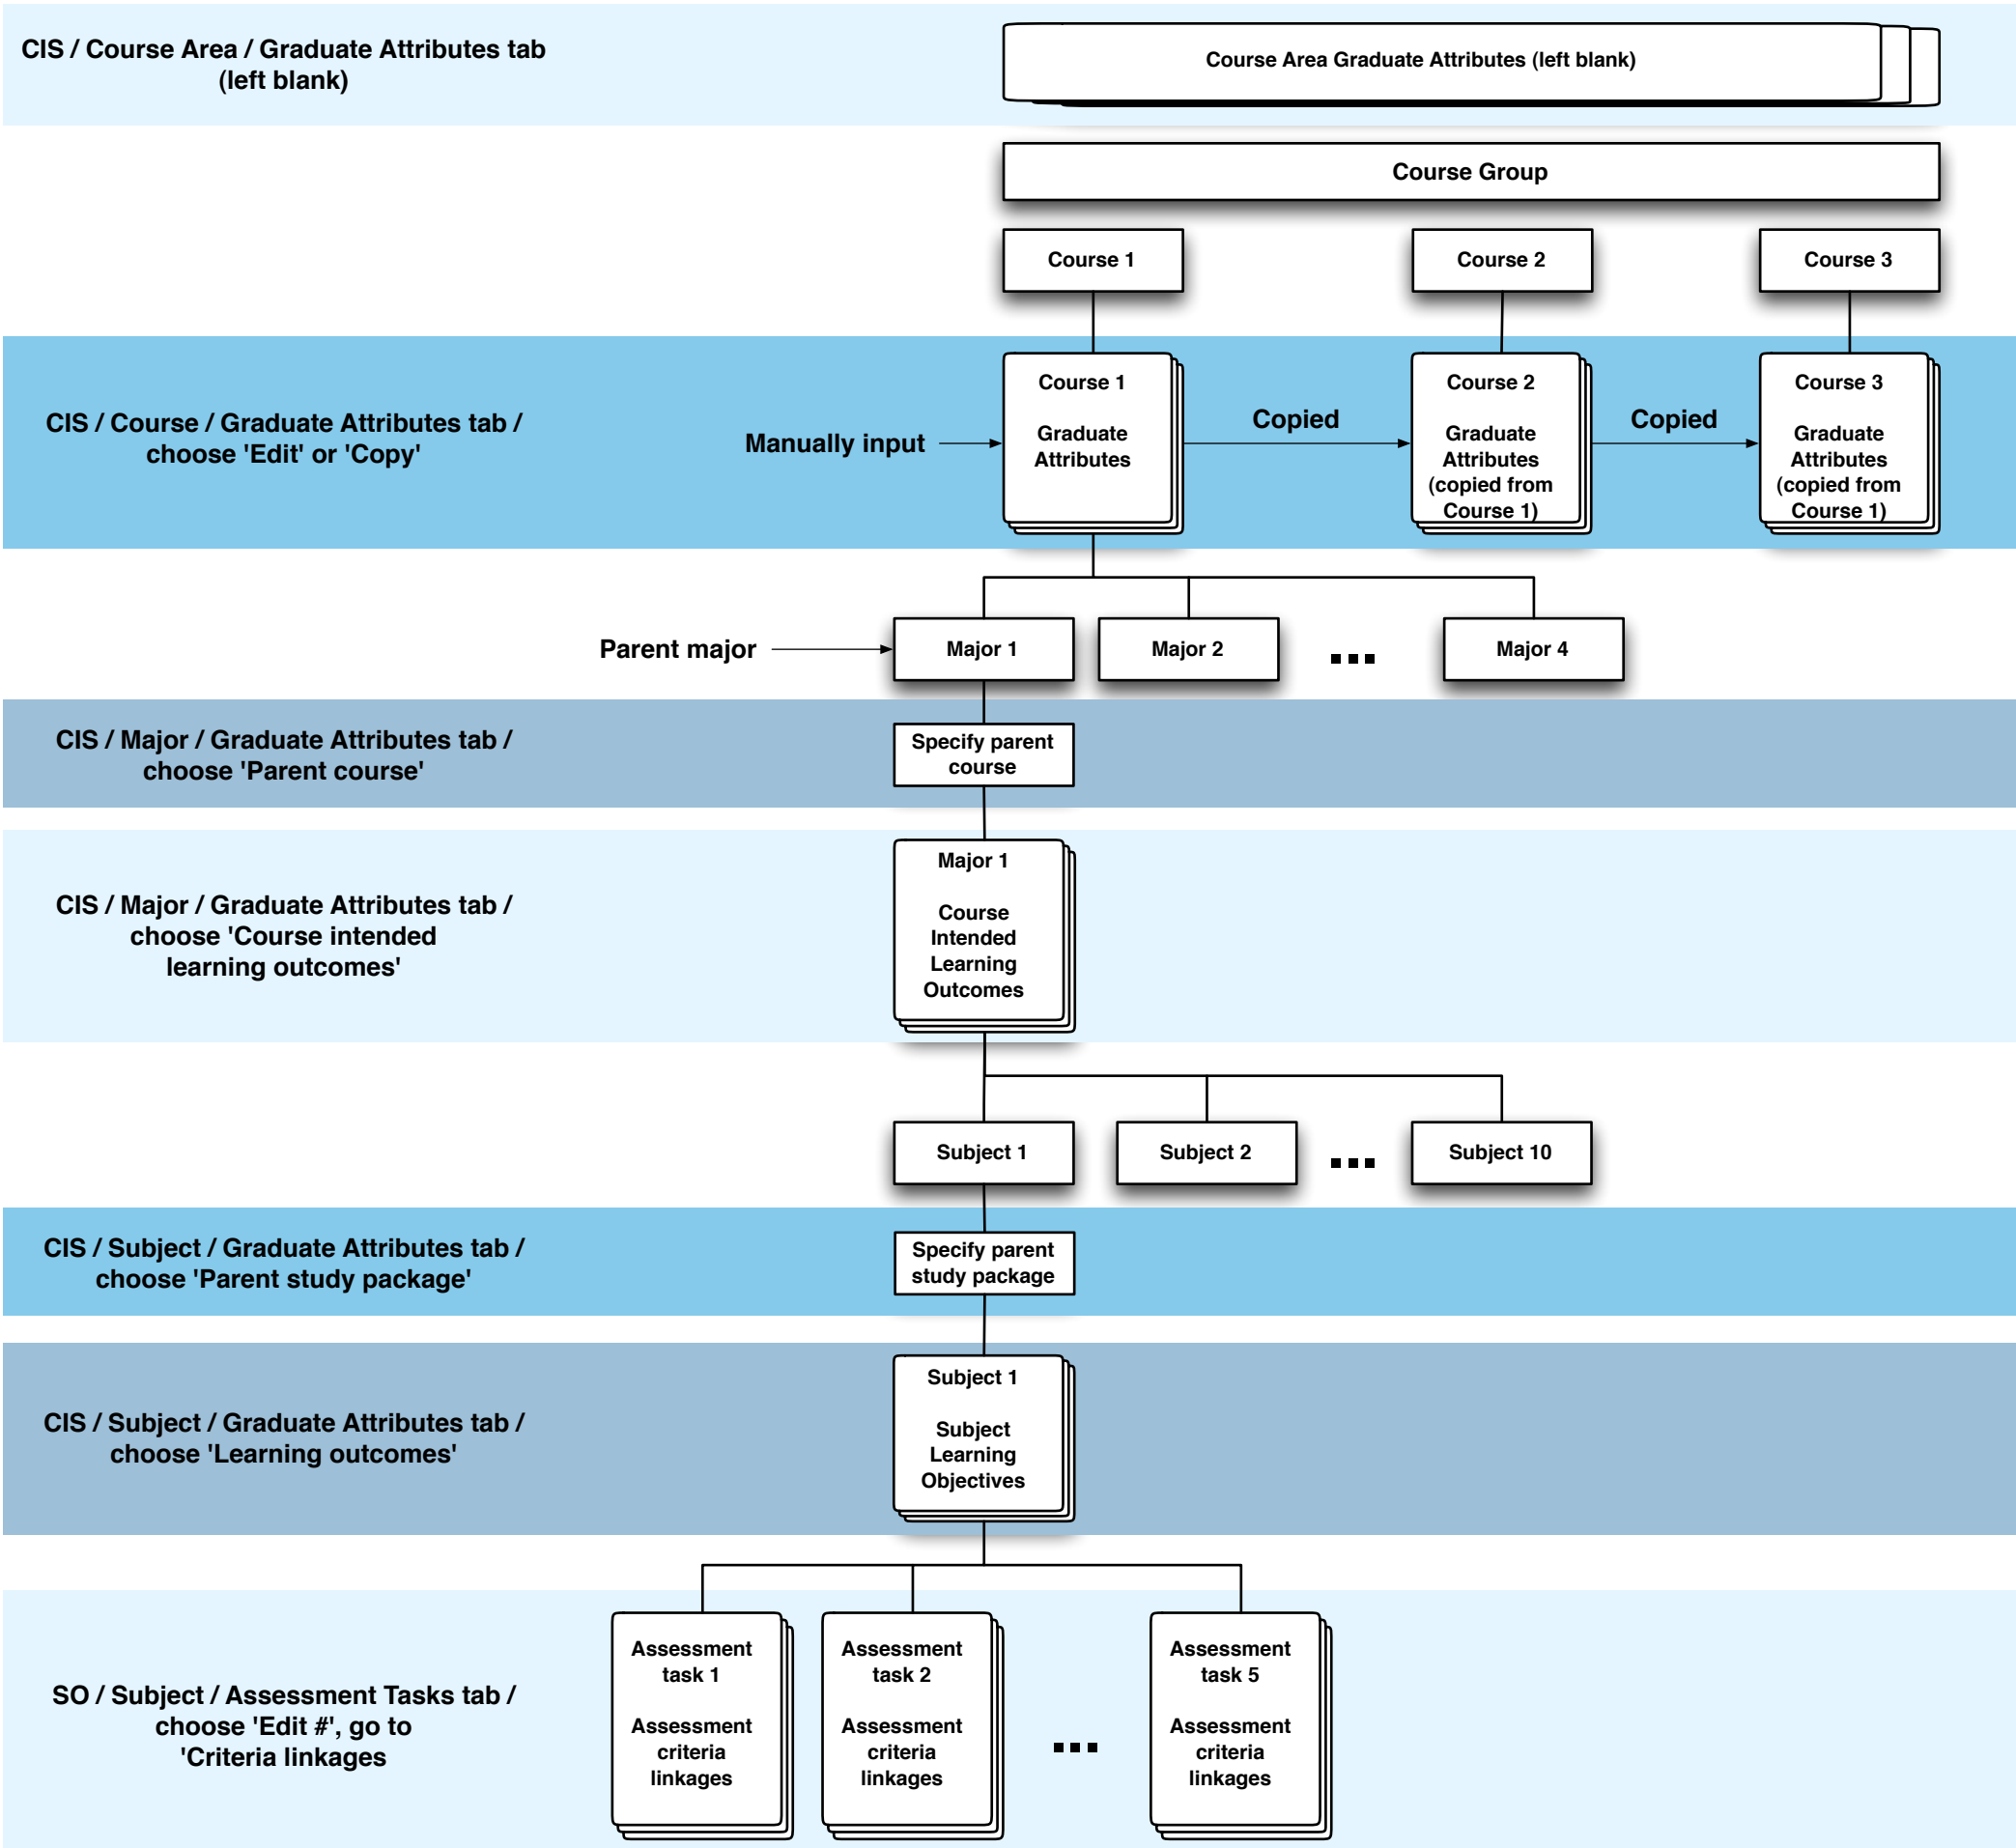 CIS / Course Area / Graduate Attributes tab
(left blank)
Course Area Graduate Attributes (left blank)
Course Group
Course 1
Course 2
Course 3
CIS / Course / Graduate Attributes tab /
choose 'Edit' or 'Copy'
Manually input
Course 1
Graduate
Attributes
Copied
Course 2
Graduate
Attributes
(copied from
Course 1)
Copied
Course 3
Graduate
Attributes
(copied from
Course 1)
Parent major
Major 1
Major 2
...
Major 4
CIS / Major / Graduate Attributes tab /
choose 'Parent course'
Specify parent
course
CIS / Major / Graduate Attributes tab /
choose 'Course intended
learning outcomes'
Major 1
Course
Intended
Learning
Outcomes
Subject 1
Subject 2
...
Subject 10
CIS / Subject / Graduate Attributes tab /
choose 'Parent study package'
Specify parent
study package
CIS / Subject / Graduate Attributes tab /
choose 'Learning outcomes'
Subject 1
Subject
Learning
Objectives
SO / Subject / Assessment Tasks tab /
choose 'Edit #', go to
'Criteria linkages
Assessment
task 1
Assessment
criteria
linkages
Assessment
task 2
Assessment
criteria
linkages
...
Assessment
task 5
Assessment
criteria
linkages